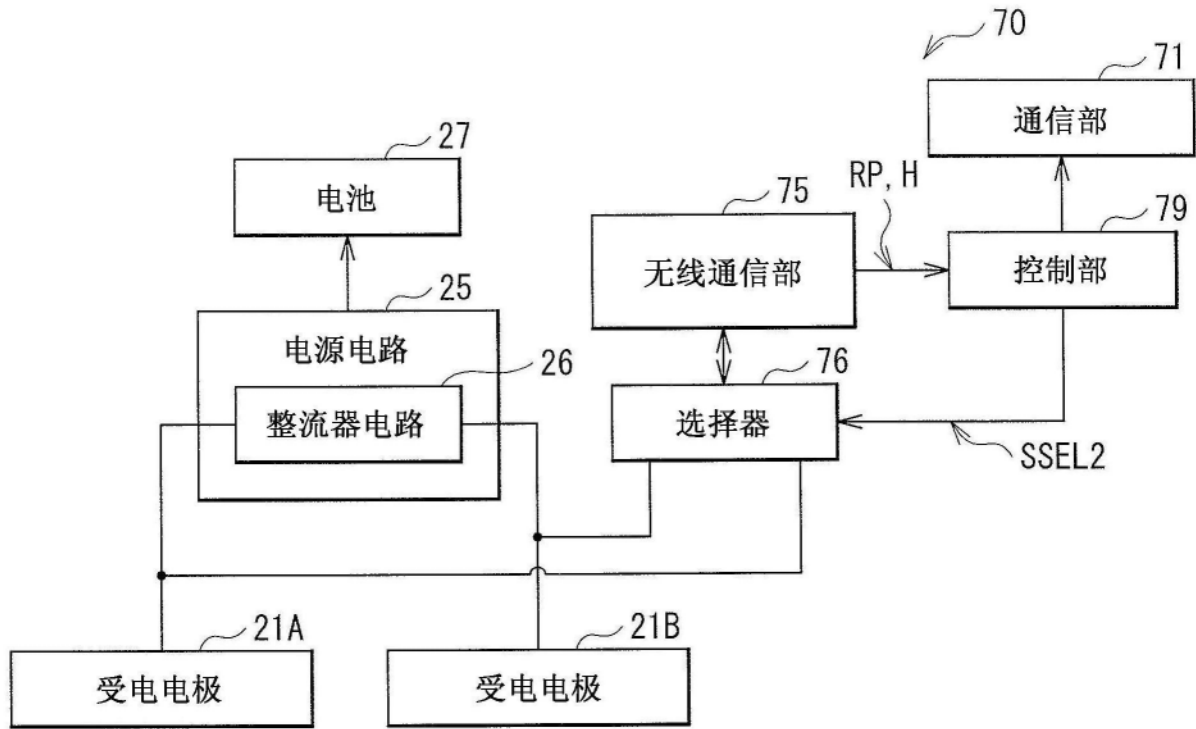 70
71
通信部
27
电池
75
RP, H
79
无线通信部
控制部
25
电源电路
26
76
整流器电路
选择器
SSEL2
21A
21B
受电电极
受电电极